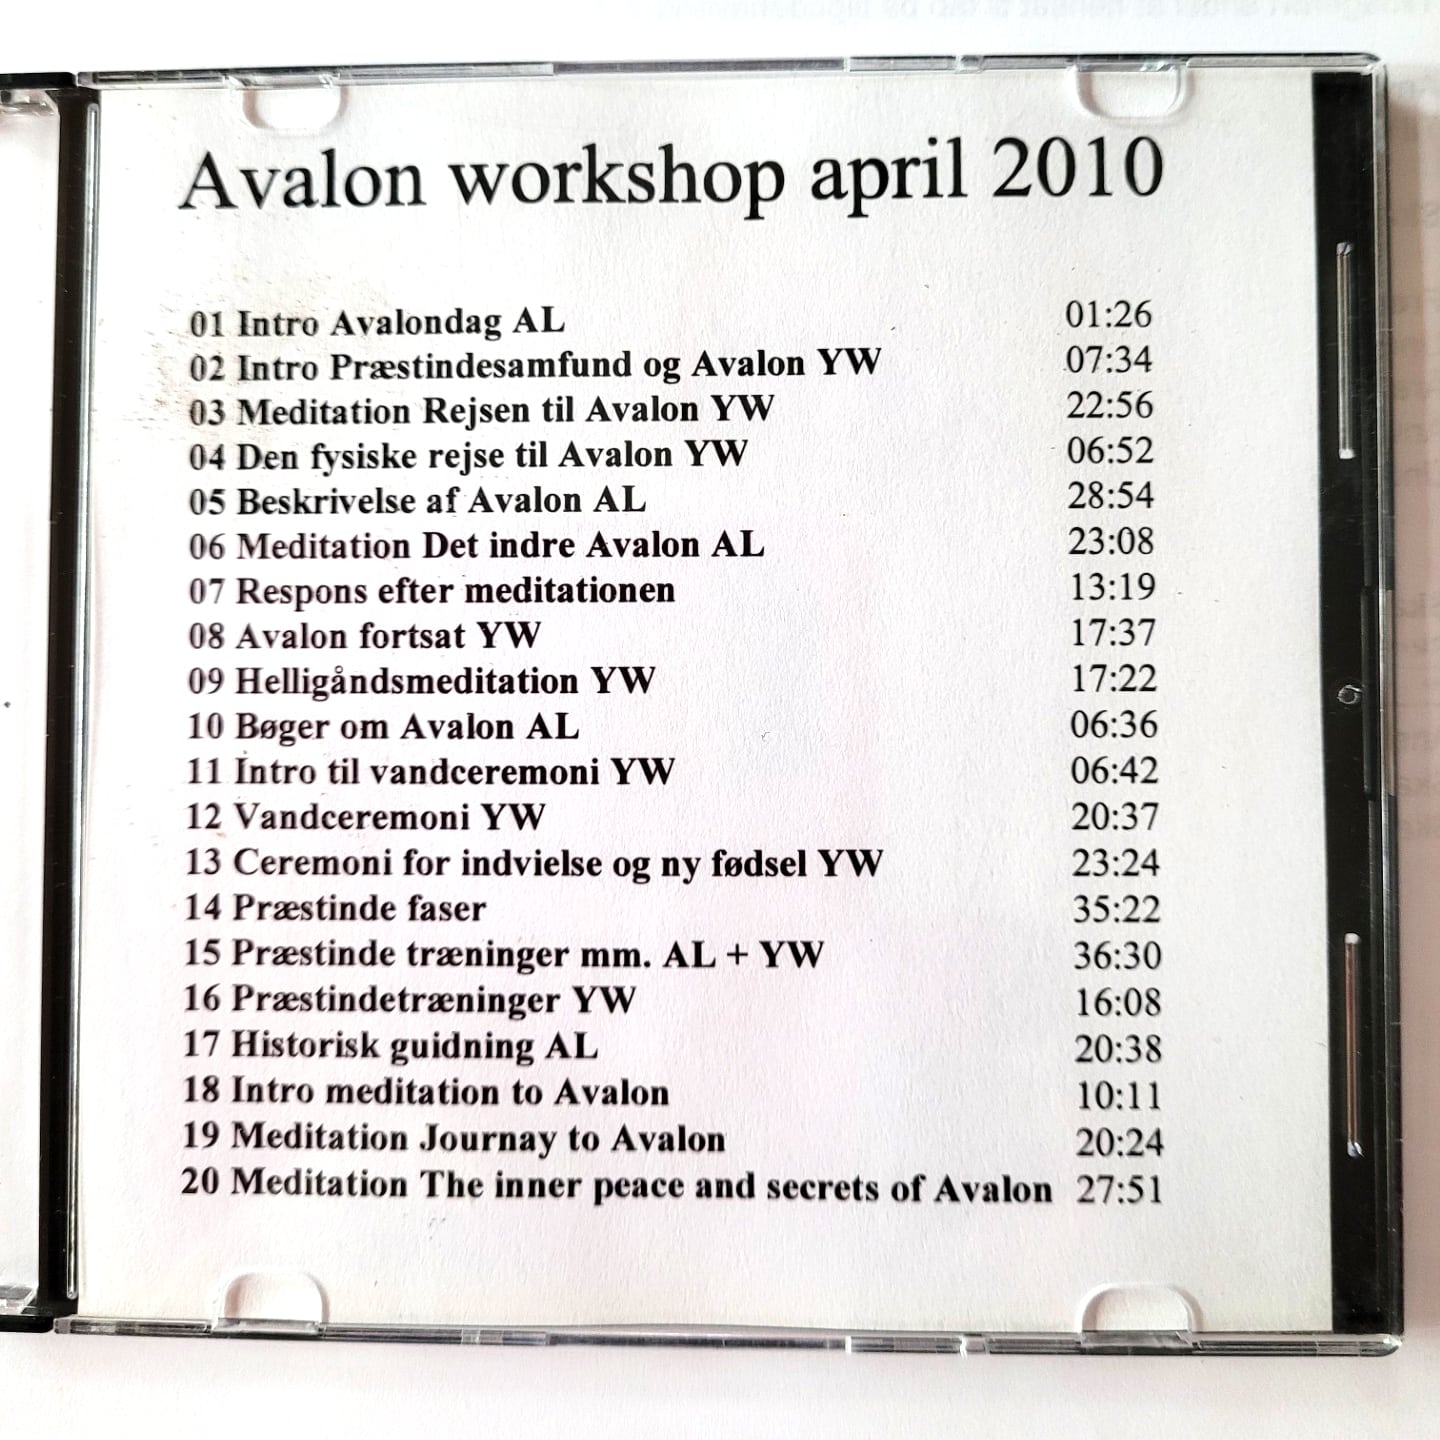 Avalon workshop april 2010
01 Intro Avalondag AL 01:26
02 Intro Præstindesamfund og Avalon YW 07:34
03 Meditation Rejsen til Avalon YW 22:56
04 Den fysiske rejse til Avalon YW 06:52
05 Beskrivelse af Avalon AL 28:54
06 Meditation Det indre Avalon AL 23:08
07 Respons efter meditationen 13:19
08 Avalon fortsat YW 17:37
09 Helligåndsmeditation YW 17:22
10 Bøger om Avalon AL 06:36
11 Intro til vandceremoni YW 06:42
12 Vandceremoni YW 20:37
13 Ceremoni for indvielse og ny fødsel YW 23:24
14 Præstinde faser 35:22
15 Præstinde træninger mm. AL + YW 36:30
16 Præstindetræninger YW 16:08
17 Historisk guidning AL 20:38
18 Intro meditation to Avalon 10:11
19 Meditation Journay to Avalon 20:24
20 Meditation The inner peace and secrets of Avalon 27:51